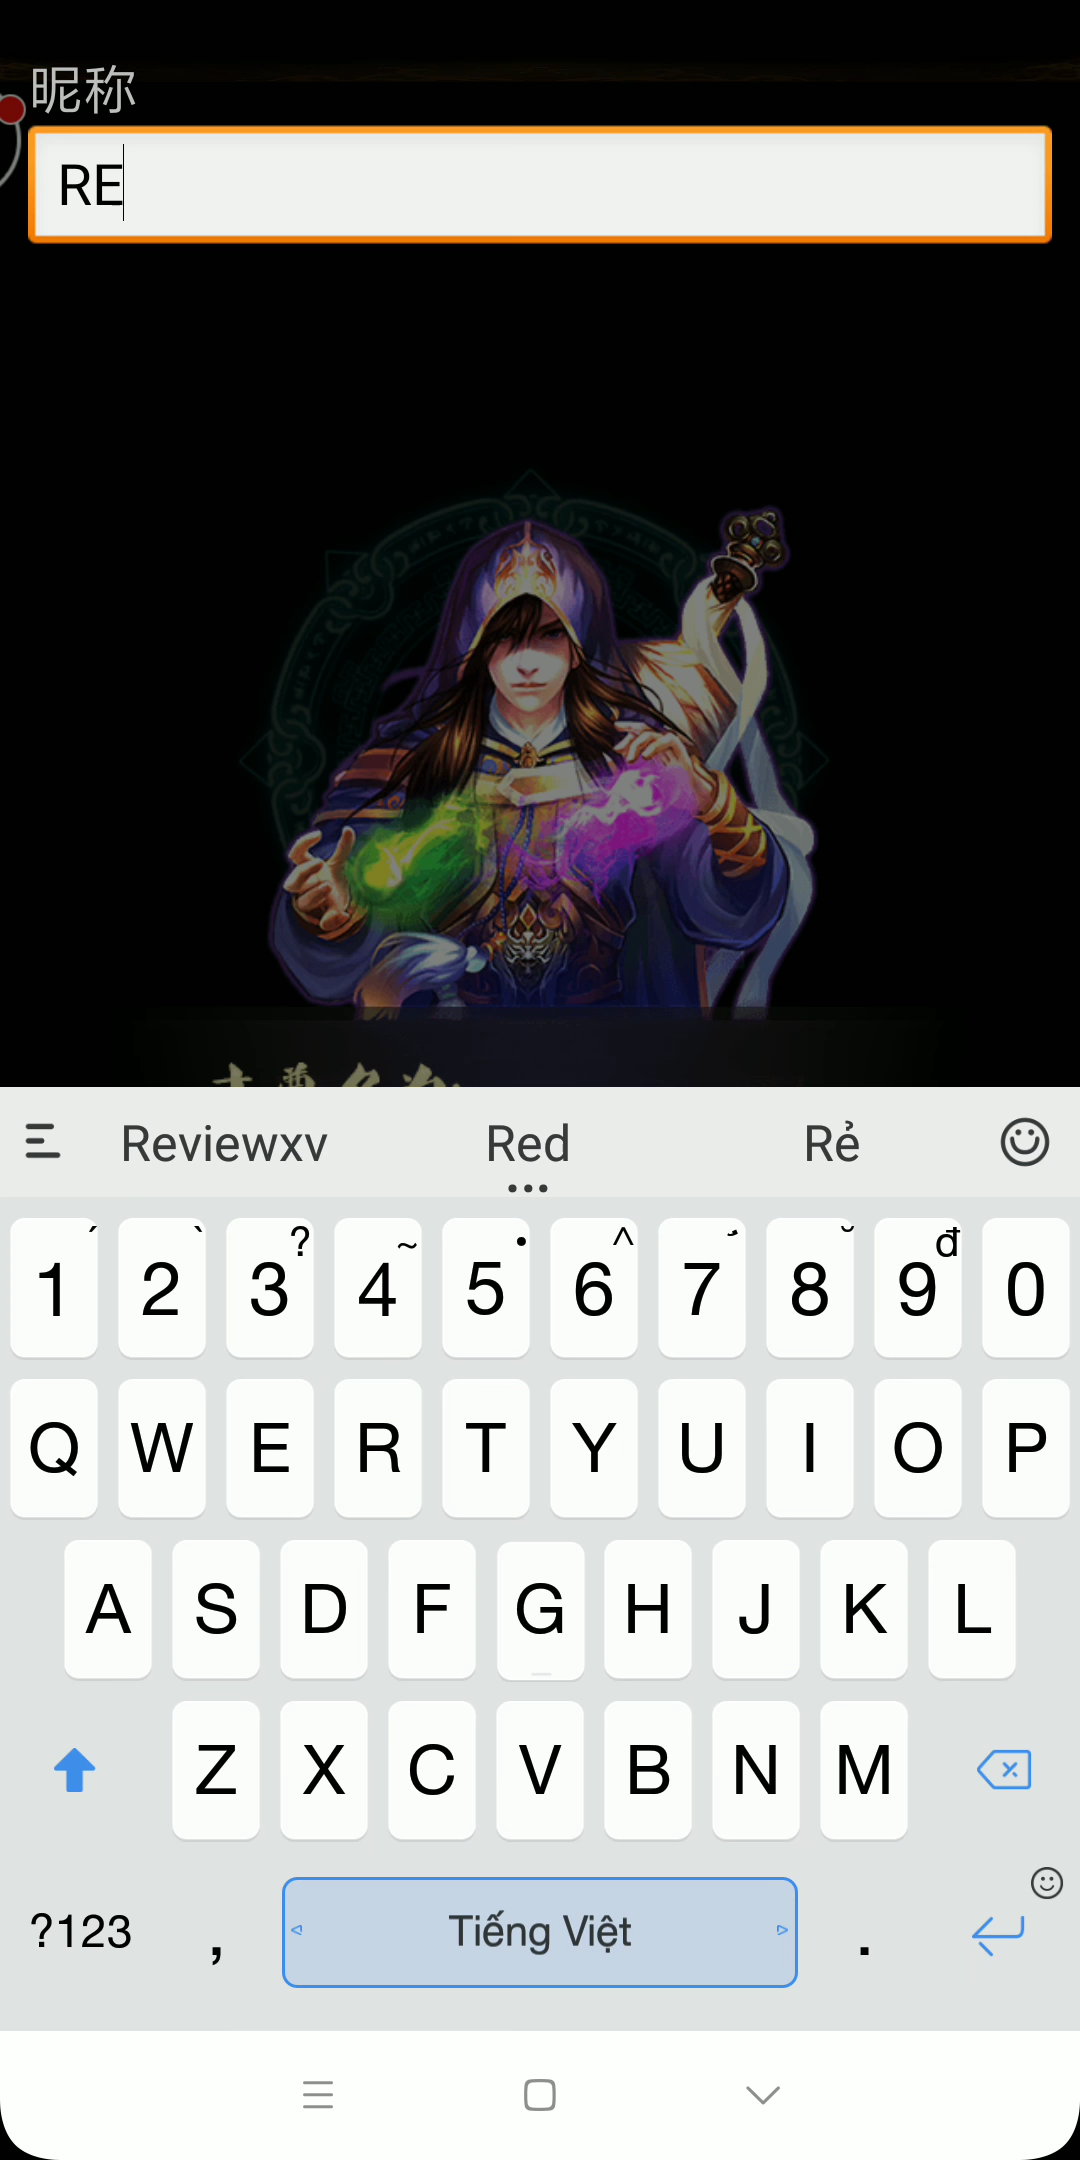 昵称
RE
Reviewxv Red Rẻ
1 2 3 4 5 6 7 8 9 0
´ ` ? ~ . ^ ̛ ˘ đ
Q W E R T Y U I O P
A S D F G H J K L
Z X C V B N M
?123 , Tiếng Việt .